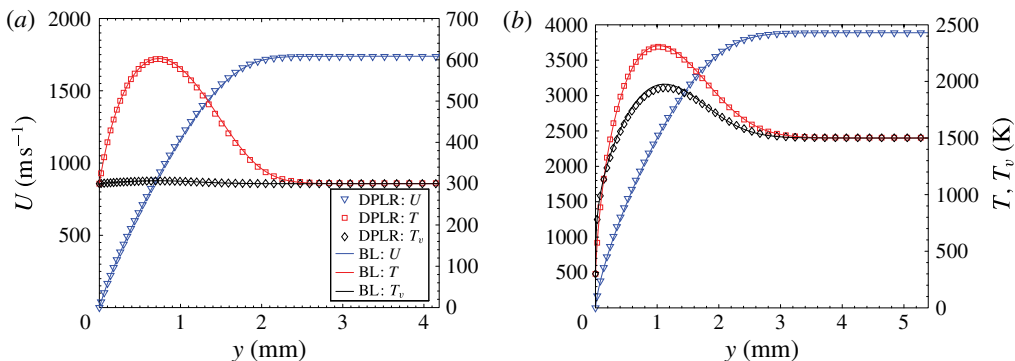 (a)
2000
1500
1000
500
0
U (m s⁻¹)
700
600
500
400
300
200
100
0
0 1 2 3 4
y (mm)
DPLR: U
DPLR: T
DPLR: Tv
BL: U
BL: T
BL: Tv
(b)
4000
3500
3000
2500
2000
1500
1000
500
2500
2000
1500
1000
500
0
T, Tv (K)
0 1 2 3 4 5
y (mm)